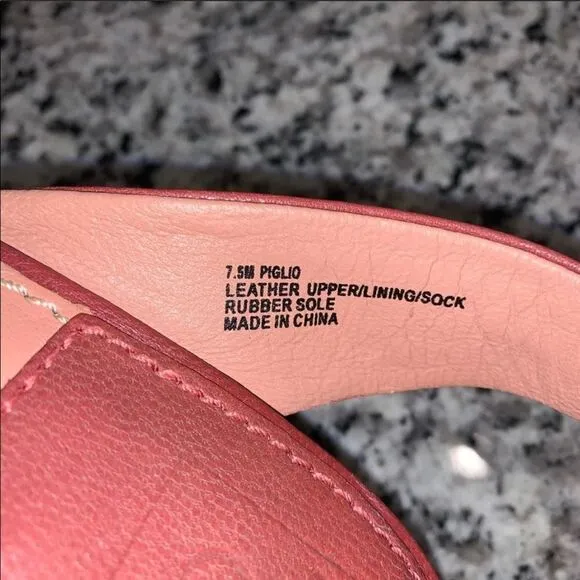 7.5M PIGLIO
LEATHER UPPER/LINING/SOCK
RUBBER SOLE
MADE IN CHINA